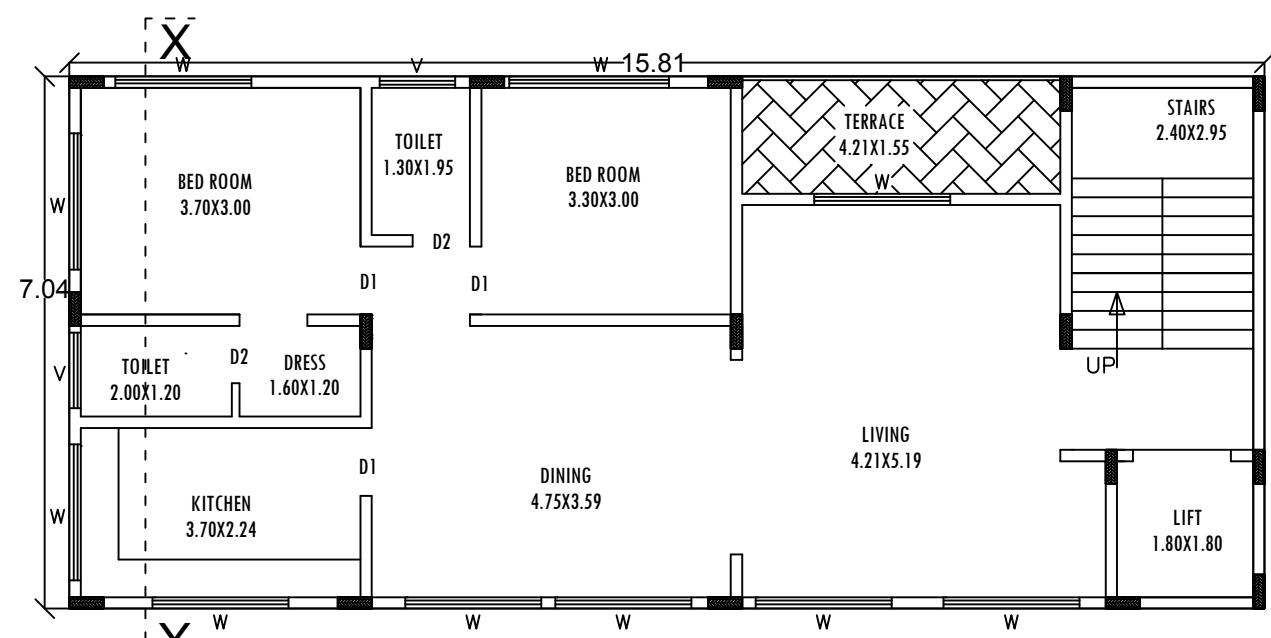 X
W
V
W
15.81
STAIRS
2.40X2.95
TERRACE
4.21X1.55
TOILET
1.30X1.95
BED ROOM
3.70X3.00
BED ROOM
3.30X3.00
W
W
D2
7.04
D1
D1
TOILET
2.00X1.20
D2
DRESS
1.60X1.20
V
UP
LIVING
4.21X5.19
D1
DINING
4.75X3.59
KITCHEN
3.70X2.24
W
LIFT
1.80X1.80
W
W
W
W
W